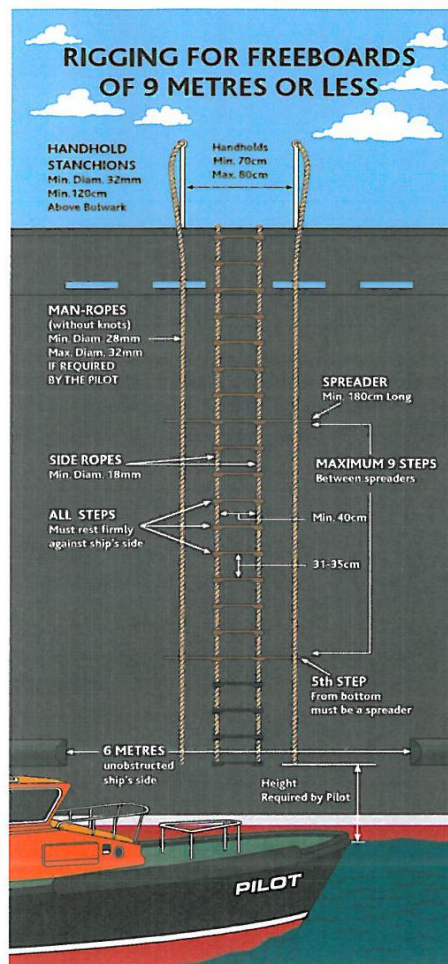 RIGGING FOR FREEBOARDS
OF 9 METRES OR LESS
HANDHOLD
STANCHIONS
Min. Diam. 32mm
Min. 120cm
Above Bulwark
Handholds
Min. 70cm
Max. 80cm
MAN-ROPES
(without knots)
Min. Diam. 28mm
Max. Diam. 32mm
IF REQUIRED
BY THE PILOT
SPREADER
Min. 180cm Long
SIDE ROPES
Min. Diam. 18mm
MAXIMUM 9 STEPS
Between spreaders
ALL STEPS
Must rest firmly
against ship's side
Min. 40cm
31-35cm
5th STEP
From bottom
must be a spreader
6 METRES
unobstructed
ship's side
Height
Required by Pilot
PILOT